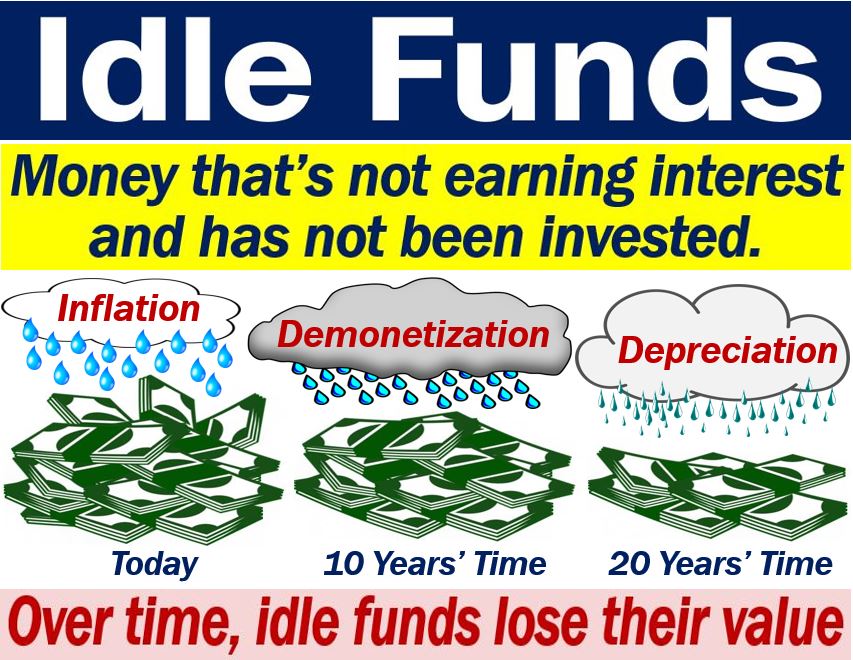 Idle Funds
Money that's not earning interest
and has not been invested.
Inflation
Demonetization
Depreciation
Today
10 Years' Time
20 Years' Time
Over time, idle funds lose their value